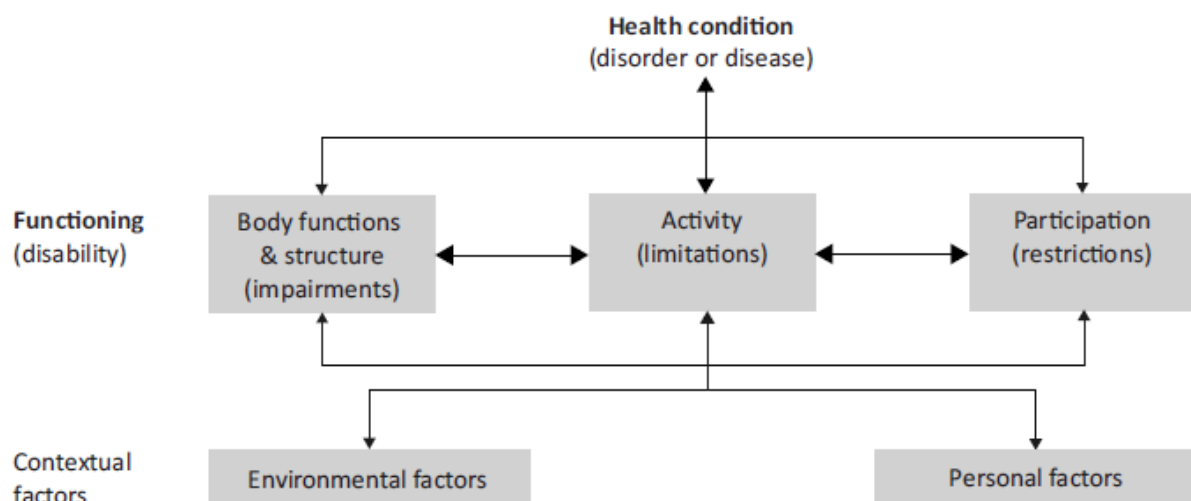 Health condition
(disorder or disease)
Functioning
(disability)
Body functions
& structure
(impairments)
Activity
(limitations)
Participation
(restrictions)
Contextual
factors
Environmental factors
Personal factors